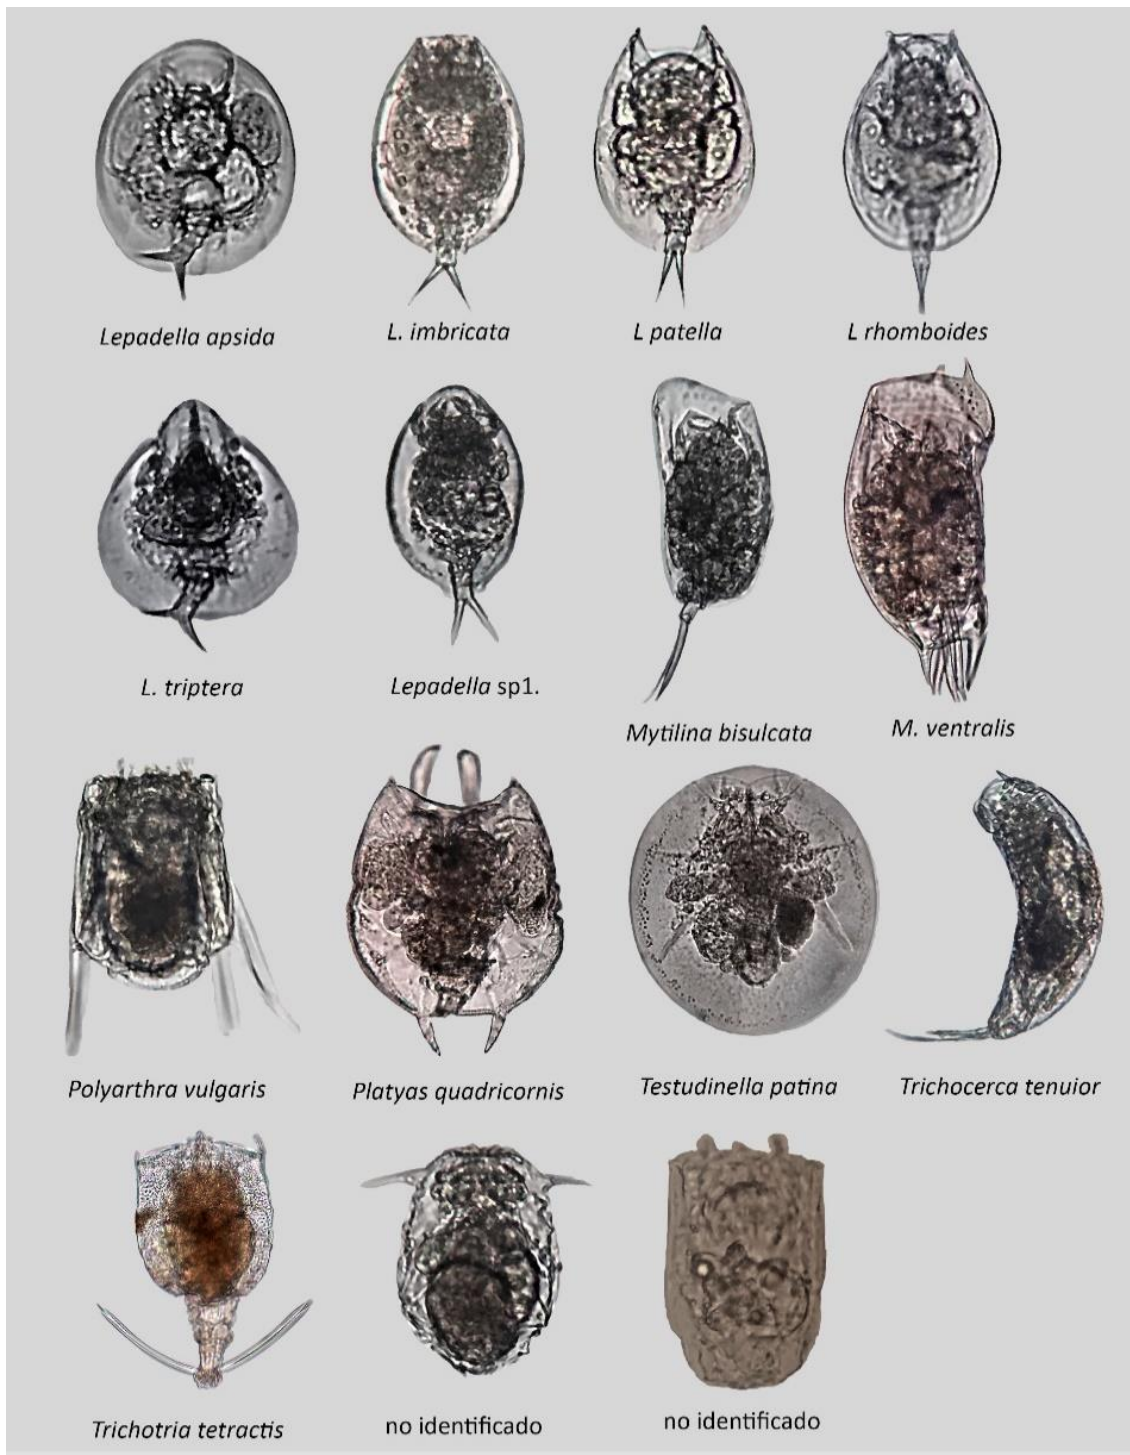 Lepadella apsida
L. imbricata
L patella
L rhomboides
L. triptera
Lepadella sp1.
Mytilina bisulcata
M. ventralis
Polyarthra vulgaris
Platyas quadricornis
Testudinella patina
Trichocerca tenuior
Trichotria tetractis
no identificado
no identificado